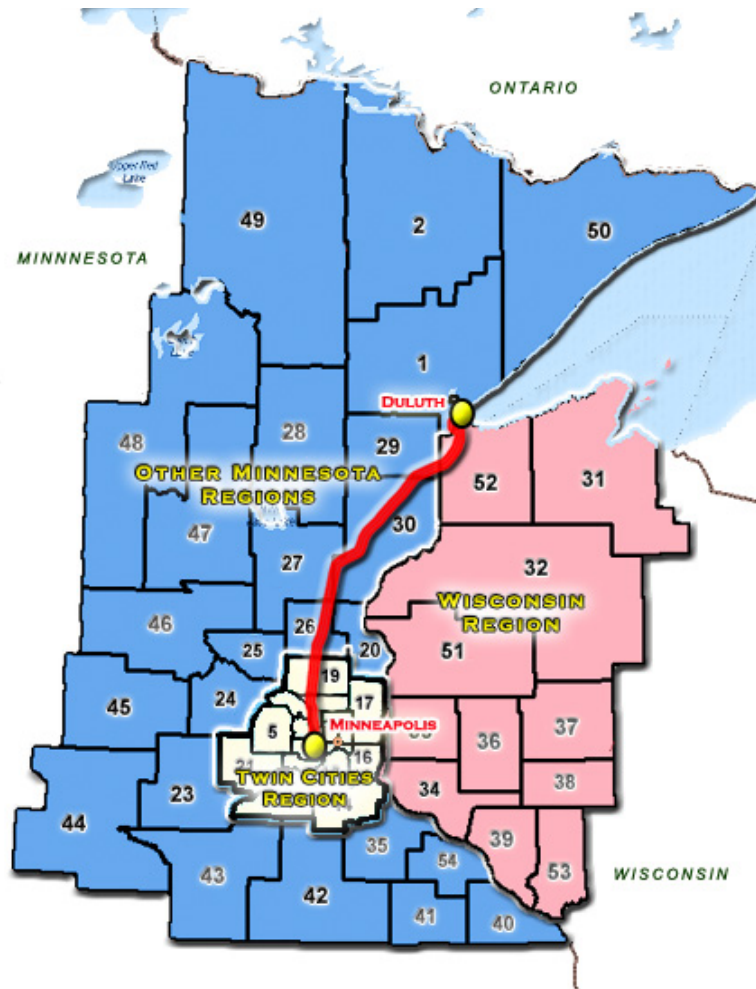 ONTARIO
Upper Red
Lake
49
2
50
MINNNESOTA
1
DULUTH
48
28
29
52
31
OTHER MINNESOTA
REGIONS
47
30
27
32
WISCONSIN
REGION
46
26
25
20
51
19
24
45
17
5
MINNEAPOLIS
36
37
16
TWIN CITIES
REGION
23
34
38
44
35
39
54
43
42
53
WISCONSIN
41
40